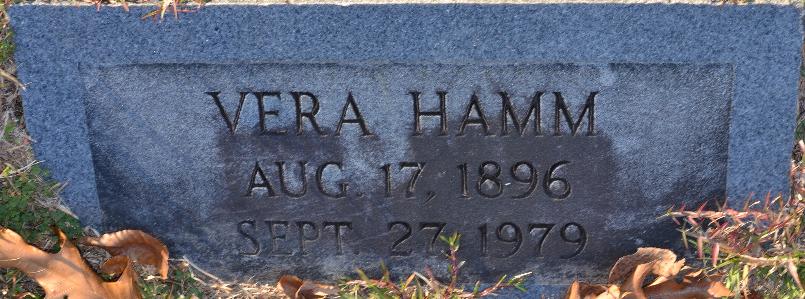 VERA HAMM
AUG. 17, 1896
SEPT. 27 1979